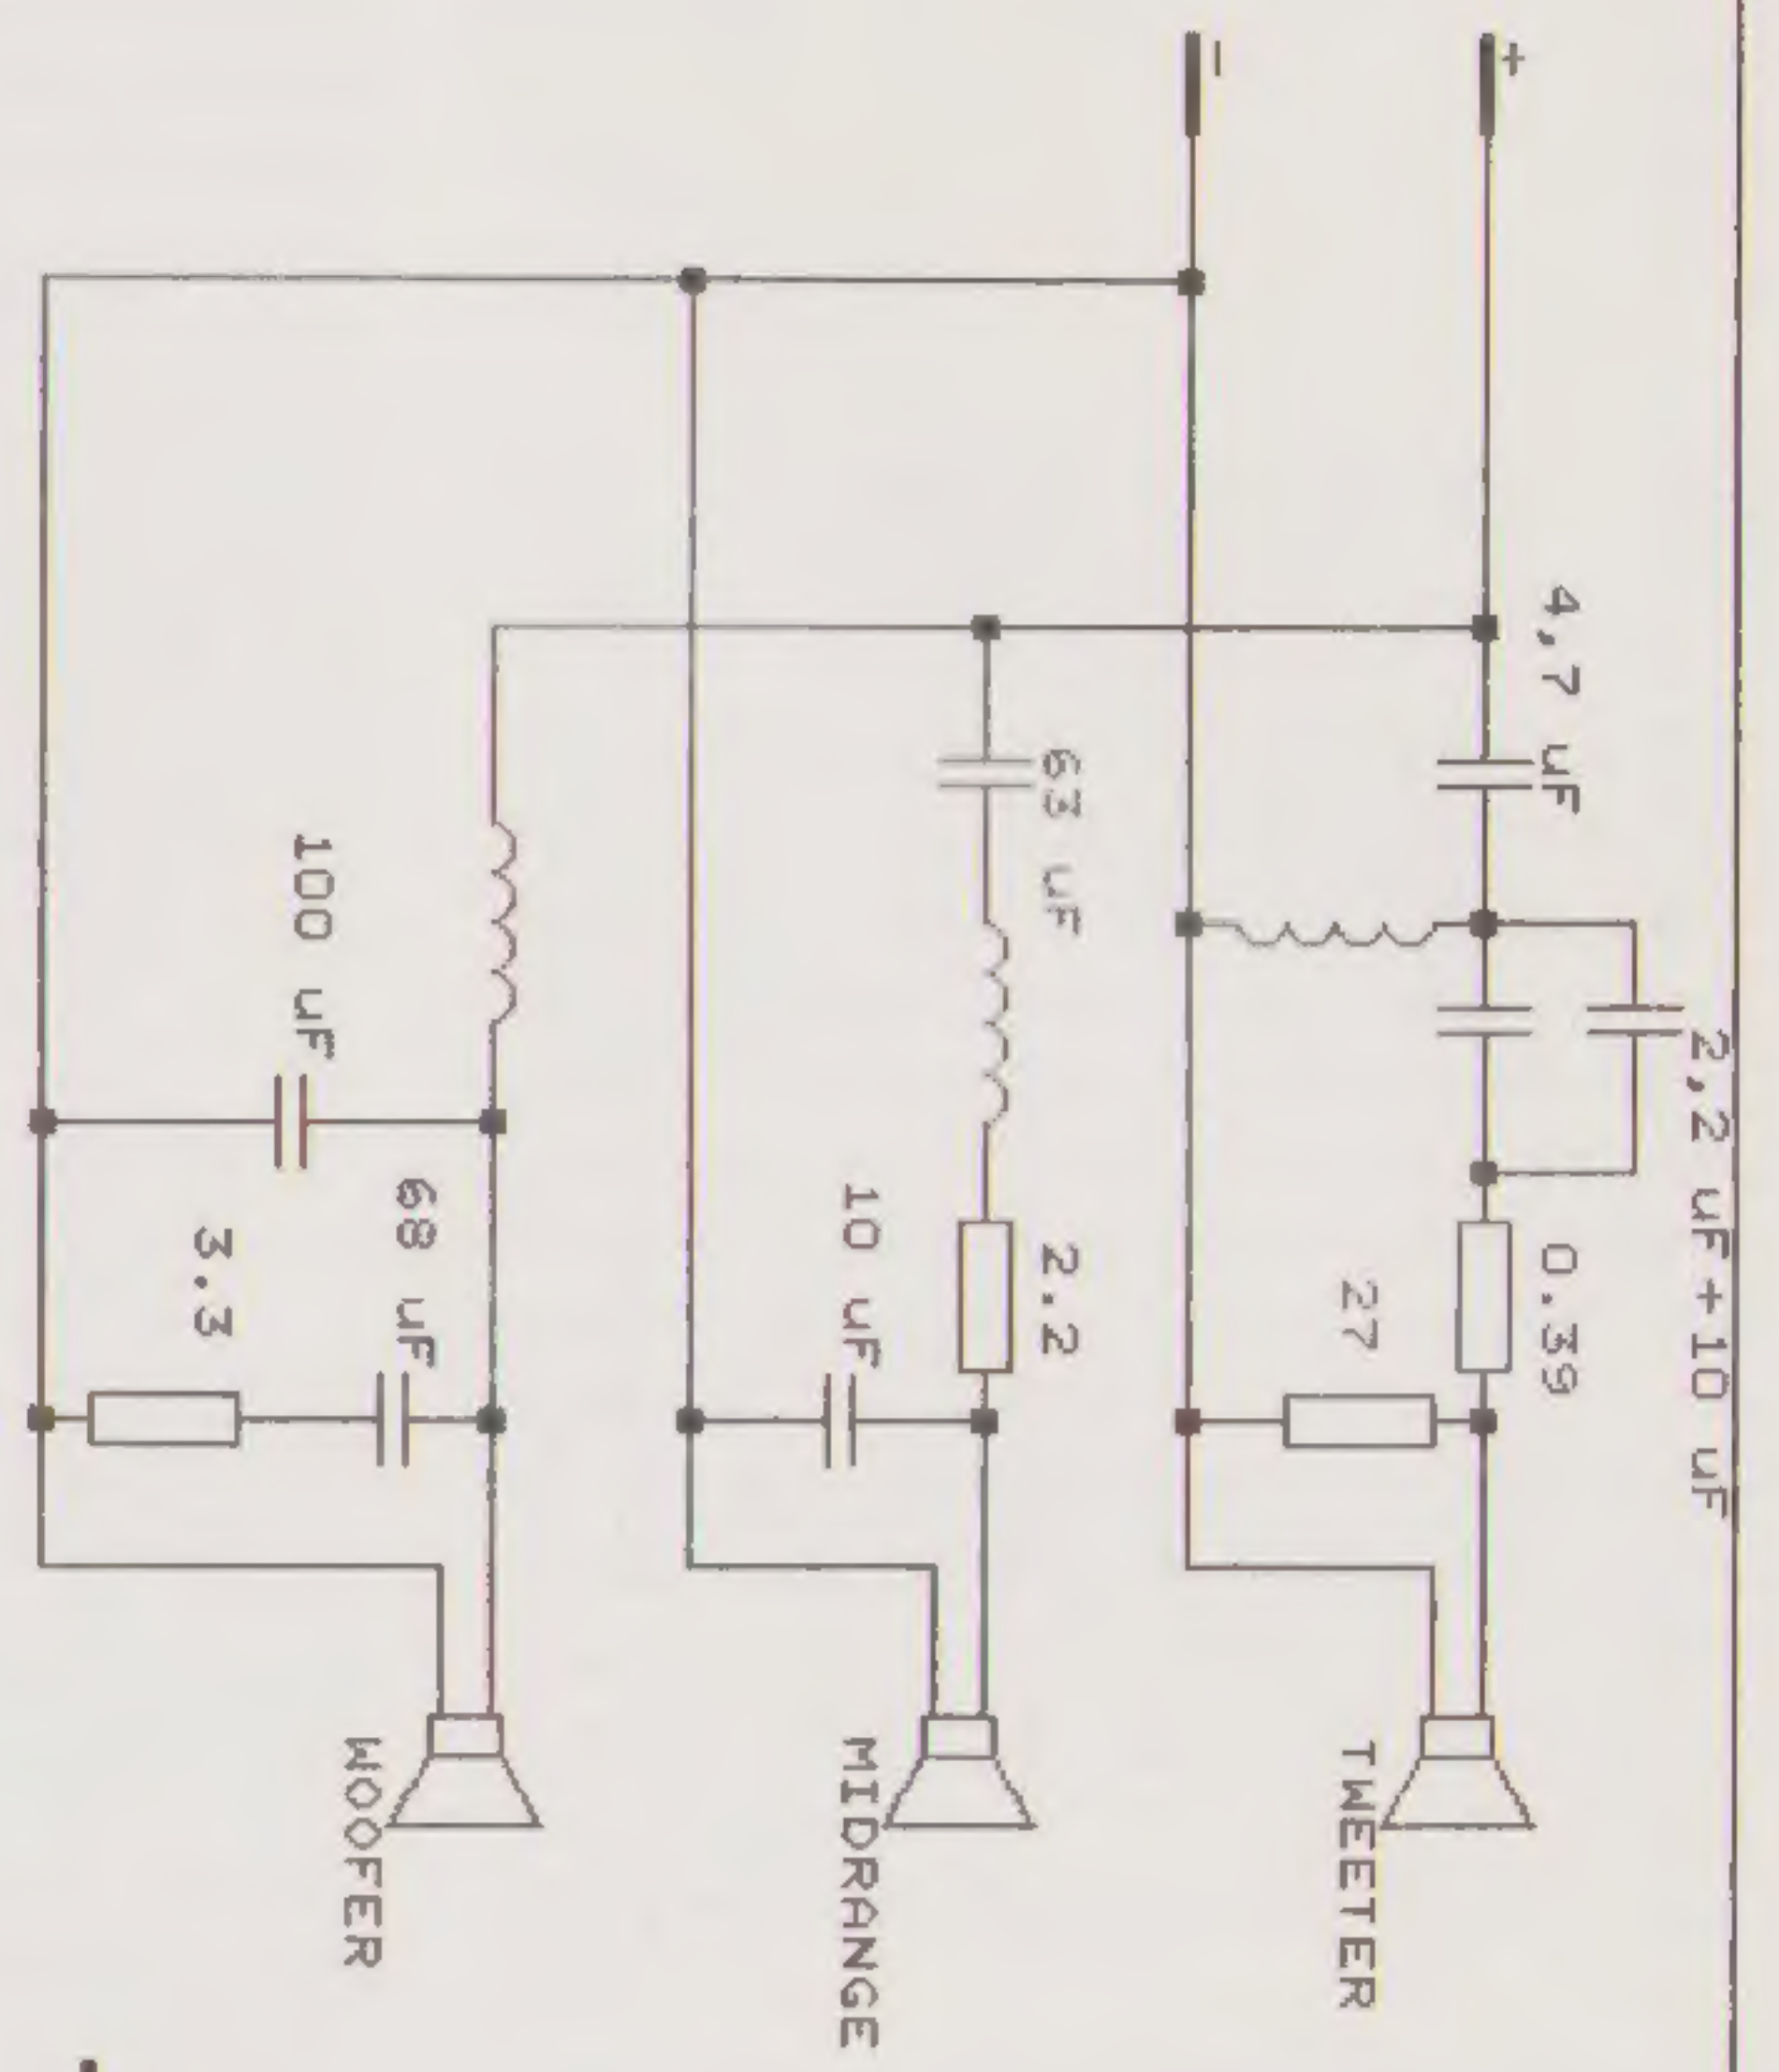 +
-
4,7 uF
2,2 uF+10 uF
0.39
27
TWEETER
63 uF
2.2
10 uF
MIDRANGE
100 uF
68 uF
3.3
WOOFER